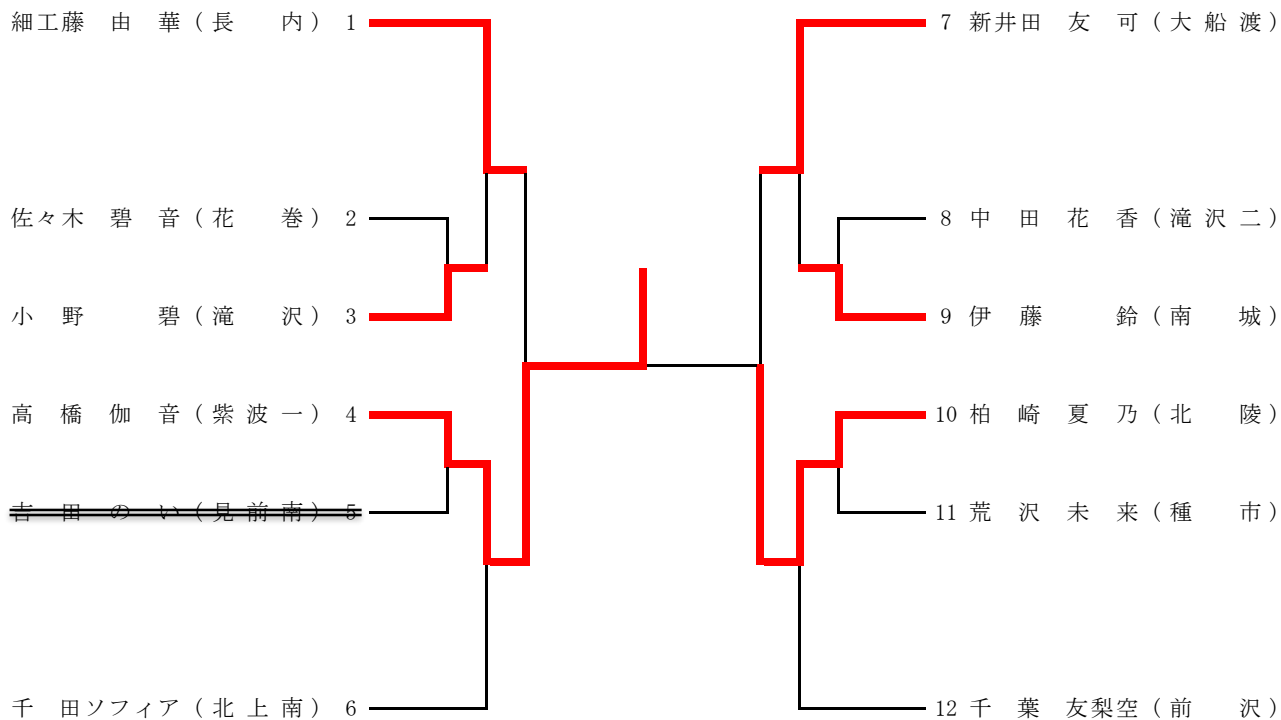 細工藤 由 華 (長 内) 1
佐々木 碧 音 (花 巻) 2
小 野 碧 (滝 沢) 3
高 橋 伽 音 (紫 波 一) 4
吉 田 の い (見 前 南) 5
千 田ソフィア (北 上 南) 6
7 新井田 友 可 (大 船 渡)
8 中 田 花 香 (滝 沢 二)
9 伊 藤 鈴 (南 城)
10 柏 崎 夏 乃 (北 陵)
11 荒 沢 未 来 (種 市)
12 千 葉 友梨空 (前 沢)